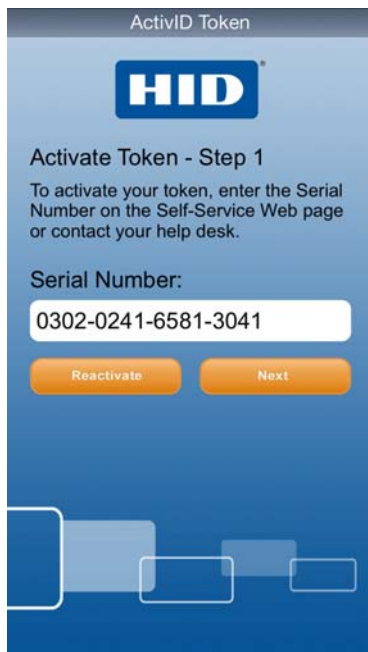 ActivID Token
HID®
Activate Token - Step 1
To activate your token, enter the Serial
Number on the Self-Service Web page
or contact your help desk.
Serial Number:
0302-0241-6581-3041
Reactivate
Next